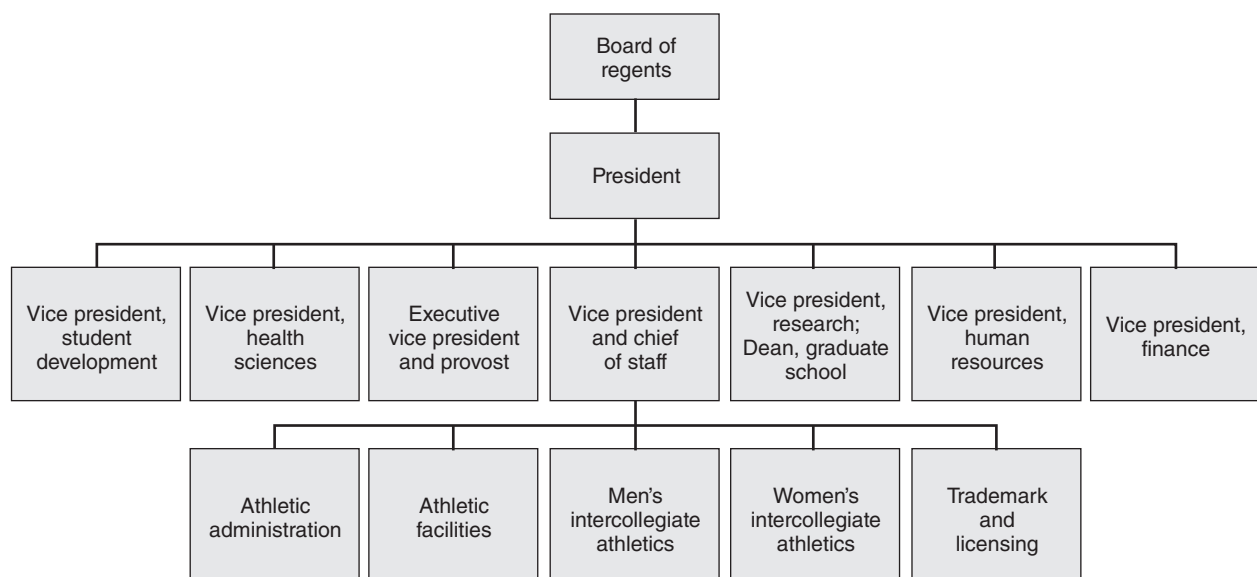 Board of
regents
President
Vice president,
student
development
Vice president,
health
sciences
Executive
vice president
and provost
Vice president
and chief
of staff
Vice president,
research;
Dean, graduate
school
Vice president,
human
resources
Vice president,
finance
Athletic
administration
Athletic
facilities
Men’s
intercollegiate
athletics
Women’s
intercollegiate
athletics
Trademark
and
licensing